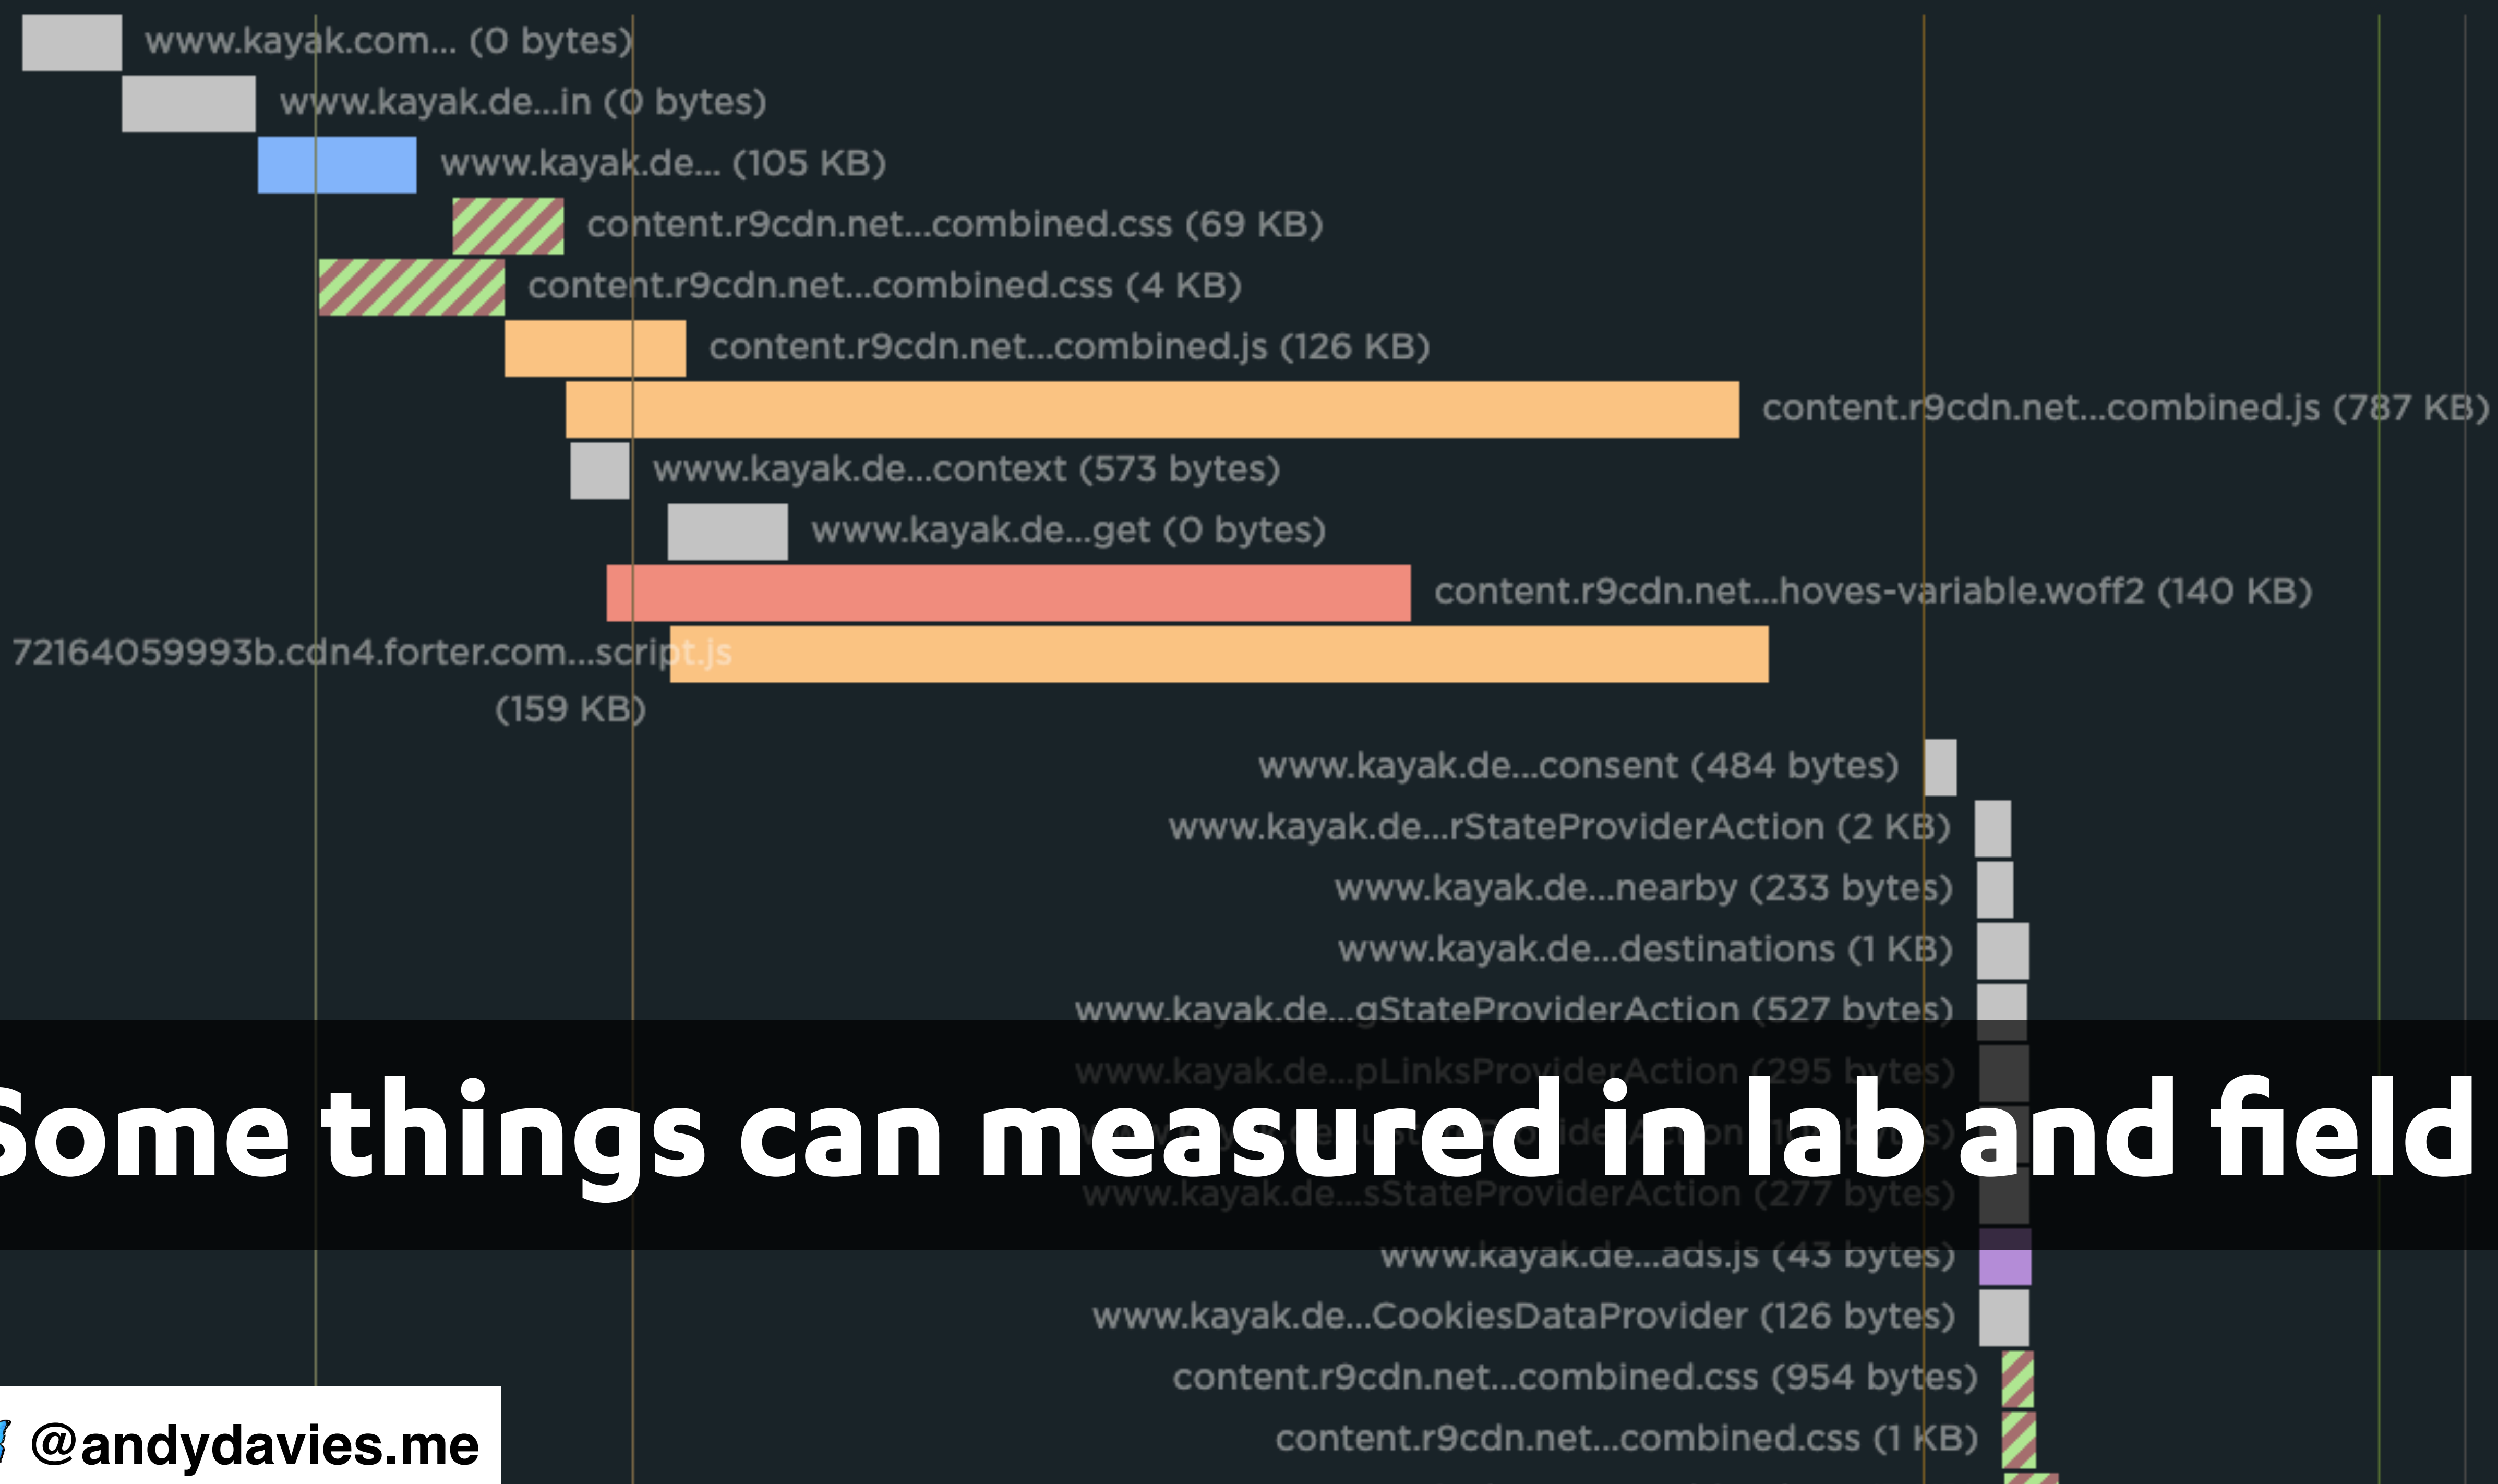 www.kayak.com... (0 bytes)
www.kayak.de...in (0 bytes)
www.kayak.de... (105 KB)
content.r9cdn.net...combined.css (69 KB)
content.r9cdn.net...combined.css (4 KB)
content.r9cdn.net...combined.js (126 KB)
content.r9cdn.net...combined.js (787 KB)
www.kayak.de...context (573 bytes)
www.kayak.de...get (0 bytes)
content.r9cdn.net...hoves-variable.woff2 (140 KB)
72164059993b.cdn4.forter.com...script.js
(159 KB)
www.kayak.de...consent (484 bytes)
www.kayak.de...rStateProviderAction (2 KB)
www.kayak.de...nearby (233 bytes)
www.kayak.de...destinations (1 KB)
www.kayak.de...gStateProviderAction (527 bytes)
www.kayak.de...pLinksProviderAction (295 bytes)
Some things can measured in lab and field
www.kayak.de...sStateProviderAction (277 bytes)
www.kayak.de...ads.js (43 bytes)
www.kayak.de...CookiesDataProvider (126 bytes)
content.r9cdn.net...combined.css (954 bytes)
content.r9cdn.net...combined.css (1 KB)
@andydavies.me